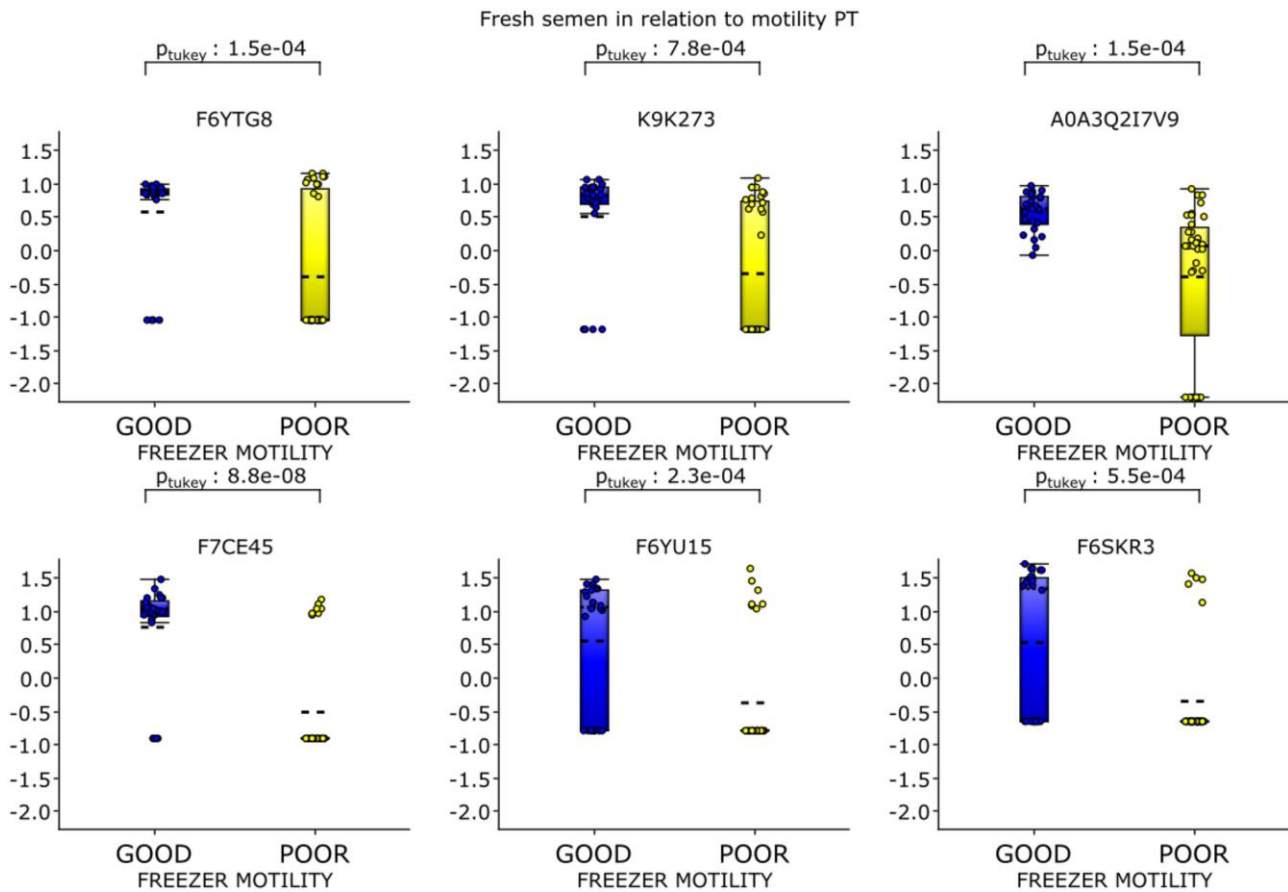 Fresh semen in relation to motility PT
ptukey : 1.5e-04
ptukey : 7.8e-04
ptukey : 1.5e-04
F6YTG8
K9K273
A0A3Q2I7V9
1.5
1.0
0.5
0.0
-0.5
-1.0
-1.5
-2.0
1.5
1.0
0.5
0.0
-0.5
-1.0
-1.5
-2.0
1.5
1.0
0.5
0.0
-0.5
-1.0
-1.5
-2.0
GOOD POOR
FREEZER MOTILITY
GOOD POOR
FREEZER MOTILITY
GOOD POOR
FREEZER MOTILITY
ptukey : 8.8e-08
ptukey : 2.3e-04
ptukey : 5.5e-04
F7CE45
F6YU15
F6SKR3
1.5
1.0
0.5
0.0
-0.5
-1.0
-1.5
-2.0
1.5
1.0
0.5
0.0
-0.5
-1.0
-1.5
-2.0
1.5
1.0
0.5
0.0
-0.5
-1.0
-1.5
-2.0
GOOD POOR
FREEZER MOTILITY
GOOD POOR
FREEZER MOTILITY
GOOD POOR
FREEZER MOTILITY